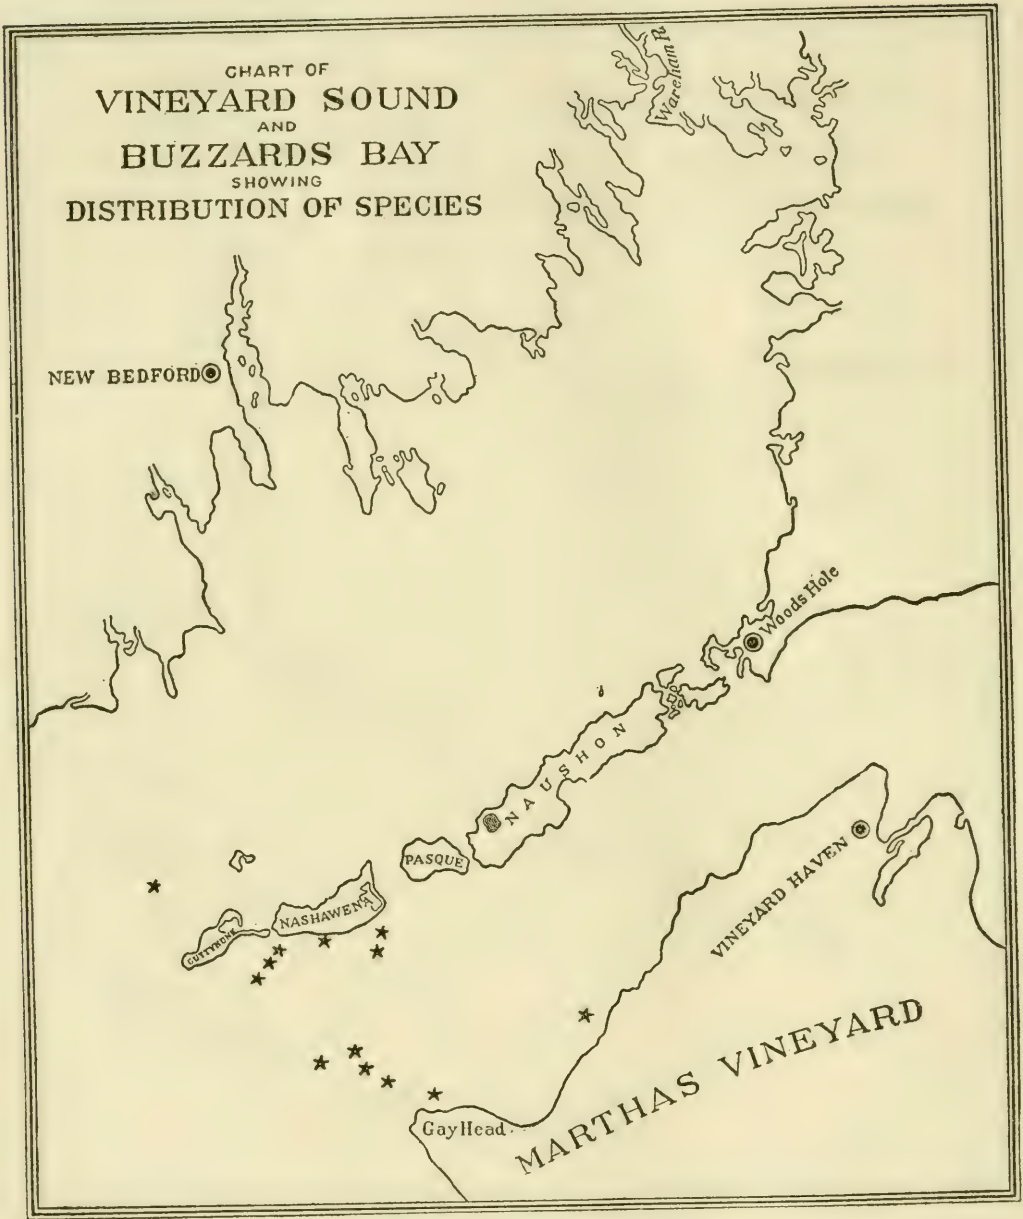 CHART OF
VINEYARD SOUND
AND
BUZZARDS BAY
SHOWING
DISTRIBUTION OF SPECIES
Wareham R.
NEW BEDFORD
Woods Hole
NAUSHON
PASQUE
NASHAWENA
CUTTYHUNK
VINEYARD HAVEN
MARTHAS VINEYARD
Gay Head